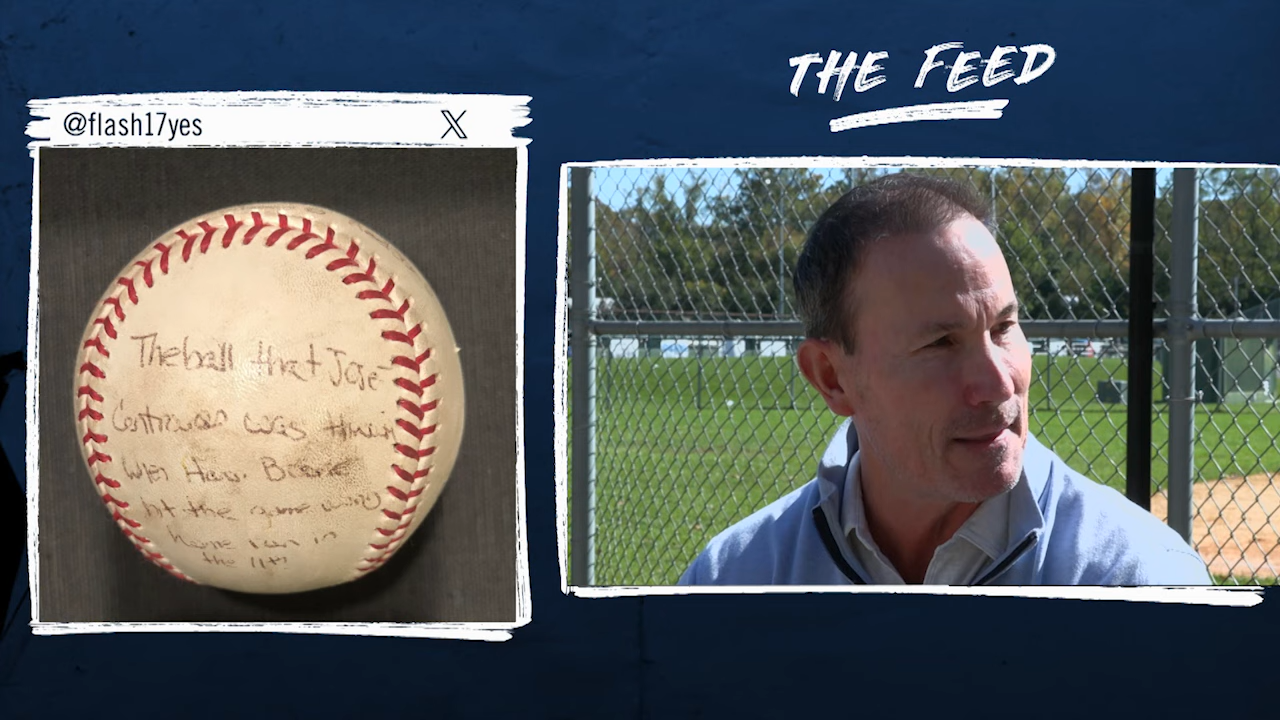 THE FEED
@flash17yes
X
The ball that Jose
Contreras was throwing
when Aaron Boone
hit the game winning
home run in
the 11th